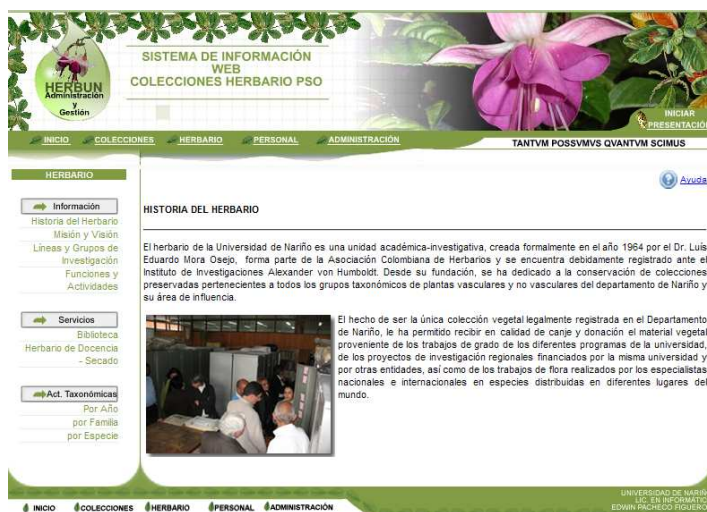 SISTEMA DE INFORMACIÓN
WEB
COLECCIONES HERBARIO PSO
HERBUN
Administración
y
Gestión
INICIAR
PRESENTACIÓN
INICIO COLECCIONES HERBARIO PERSONAL ADMINISTRACIÓN
TANTVM POSSVMVS QVANTVM SCIMUS
HERBARIO
Información
Historia del Herbario
Misión y Visión
Líneas y Grupos de
Investigación
Funciones y
Actividades
Servicios
Biblioteca
Herbario de Docencia
- Secado
Act. Taxonómicas
Por Año
por Familia
por Especie
Ayuda
HISTORIA DEL HERBARIO
El herbario de la Universidad de Nariño es una unidad académica-investigativa, creada formalmente en el año 1964 por el Dr. Luís
Eduardo Mora Osejo, forma parte de la Asociación Colombiana de Herbarios y se encuentra debidamente registrado ante el
Instituto de Investigaciones Alexander von Humboldt. Desde su fundación, se ha dedicado a la conservación de colecciones
preservadas pertenecientes a todos los grupos taxonómicos de plantas vasculares y no vasculares del departamento de Nariño y
su área de influencia.
El hecho de ser la única colección vegetal legalmente registrada en el Departamento
de Nariño, le ha permitido recibir en calidad de canje y donación el material vegetal
proveniente de los trabajos de grado de los diferentes programas de la universidad,
de los proyectos de investigación regionales financiados por la misma universidad y
por otras entidades, así como de los trabajos de flora realizados por los especialistas
nacionales e internacionales en especies distribuidas en diferentes lugares del
mundo.
INICIO COLECCIONES HERBARIO PERSONAL ADMINISTRACIÓN
UNIVERSIDAD DE NARIÑO
LIC. EN INFORMÁTIC
EDWIN PACHECO FIGUERO